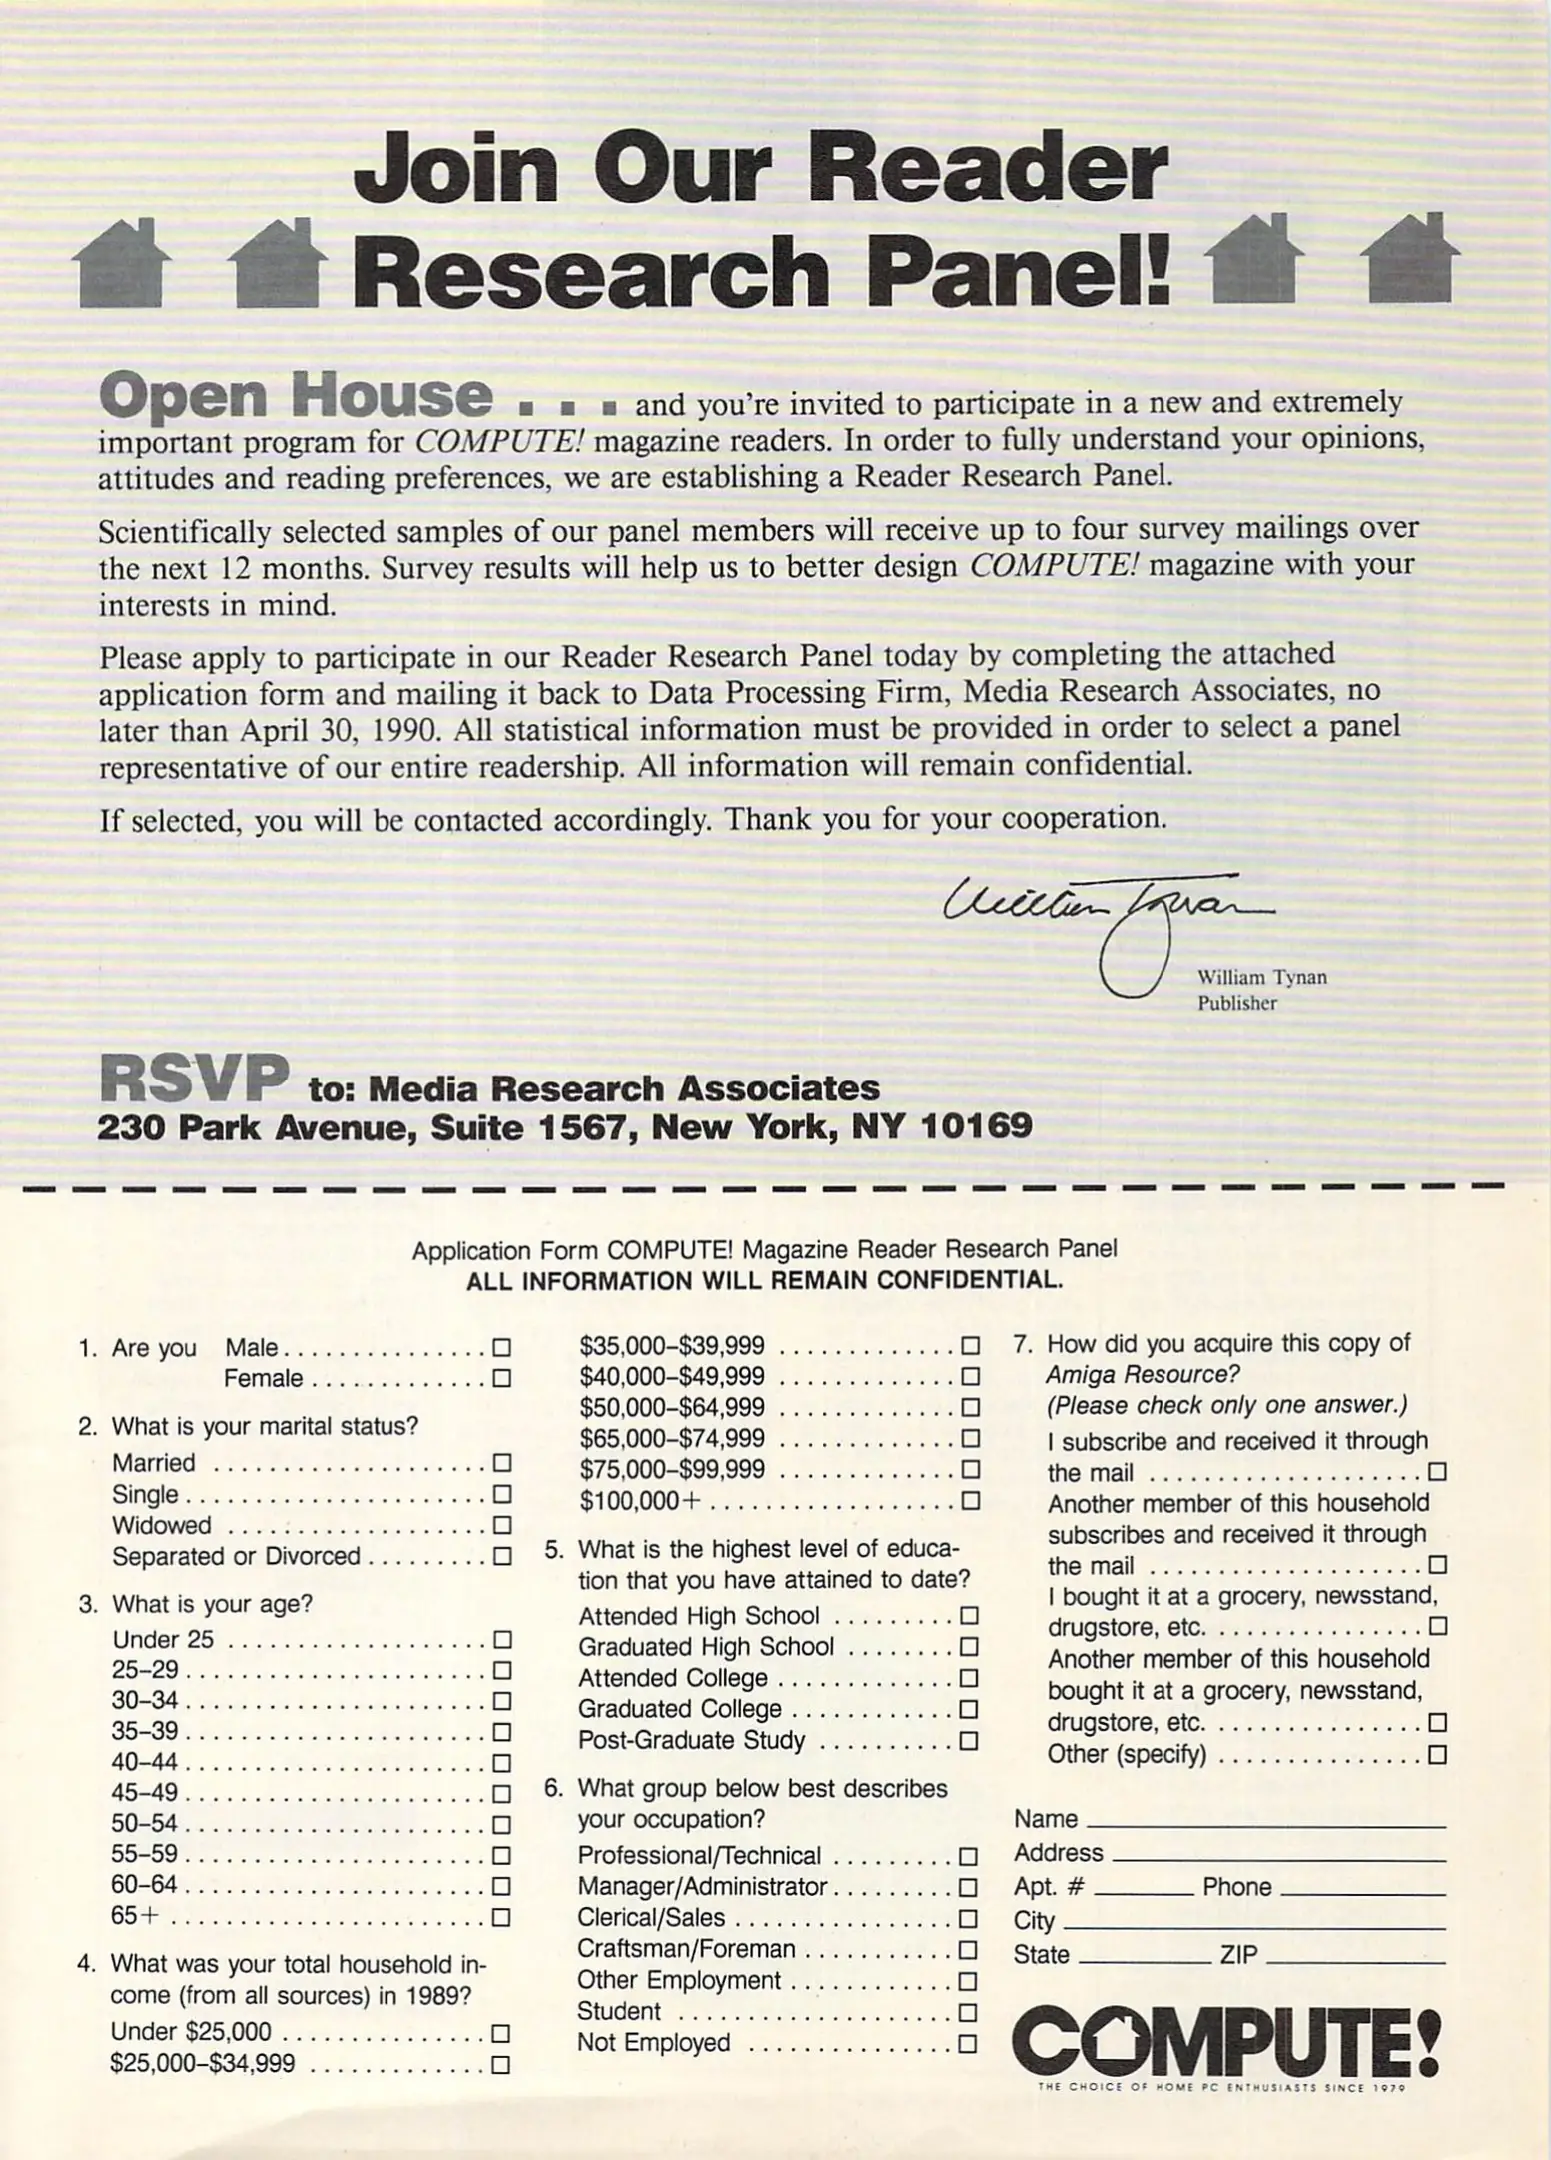 Join Our Reader
Research Panel!
Open House . . . and you're invited to participate in a new and extremely
important program for COMPUTE! magazine readers. In order to fully understand your opinions,
attitudes and reading preferences, we are establishing a Reader Research Panel.
Scientifically selected samples of our panel members will receive up to four survey mailings over
the next 12 months. Survey results will help us to better design COMPUTE! magazine with your
interests in mind.
Please apply to participate in our Reader Research Panel today by completing the attached
application form and mailing it back to Data Processing Firm, Media Research Associates, no
later than April 30, 1990. All statistical information must be provided in order to select a panel
representative of our entire readership. All information will remain confidential.
If selected, you will be contacted accordingly. Thank you for your cooperation.
William Tynan
William Tynan
Publisher
RSVP to: Media Research Associates
230 Park Avenue, Suite 1567, New York, NY 10169
Application Form COMPUTE! Magazine Reader Research Panel
ALL INFORMATION WILL REMAIN CONFIDENTIAL.
1. Are you Male . . . . . . . . . . . . . . . □
Female . . . . . . . . . . . . . □
2. What is your marital status?
Married . . . . . . . . . . . . . . . . . . . . □
Single . . . . . . . . . . . . . . . . . . . . . . □
Widowed . . . . . . . . . . . . . . . . . . . □
Separated or Divorced . . . . . . . . . □
3. What is your age?
Under 25 . . . . . . . . . . . . . . . . . . . □
25–29 . . . . . . . . . . . . . . . . . . . . . . □
30–34 . . . . . . . . . . . . . . . . . . . . . . □
35–39 . . . . . . . . . . . . . . . . . . . . . . □
40–44 . . . . . . . . . . . . . . . . . . . . . . □
45–49 . . . . . . . . . . . . . . . . . . . . . . □
50–54 . . . . . . . . . . . . . . . . . . . . . . □
55–59 . . . . . . . . . . . . . . . . . . . . . . □
60–64 . . . . . . . . . . . . . . . . . . . . . . □
65+ . . . . . . . . . . . . . . . . . . . . . . . □
4. What was your total household in-
come (from all sources) in 1989?
Under $25,000 . . . . . . . . . . . . . . . □
$25,000–$34,999 . . . . . . . . . . . . . □
$35,000–$39,999 . . . . . . . . . . . . . □
$40,000–$49,999 . . . . . . . . . . . . . □
$50,000–$64,999 . . . . . . . . . . . . . □
$65,000–$74,999 . . . . . . . . . . . . . □
$75,000–$99,999 . . . . . . . . . . . . . □
$100,000+ . . . . . . . . . . . . . . . . . . □
5. What is the highest level of educa-
tion that you have attained to date?
Attended High School . . . . . . . . . □
Graduated High School . . . . . . . . □
Attended College . . . . . . . . . . . . . □
Graduated College . . . . . . . . . . . . □
Post-Graduate Study . . . . . . . . . . □
6. What group below best describes
your occupation?
Professional/Technical . . . . . . . . . □
Manager/Administrator . . . . . . . . . □
Clerical/Sales . . . . . . . . . . . . . . . . □
Craftsman/Foreman . . . . . . . . . . . □
Other Employment . . . . . . . . . . . . □
Student . . . . . . . . . . . . . . . . . . . . □
Not Employed . . . . . . . . . . . . . . . □
7. How did you acquire this copy of
Amiga Resource?
(Please check only one answer.)
I subscribe and received it through
the mail . . . . . . . . . . . . . . . . . . . . □
Another member of this household
subscribes and received it through
the mail . . . . . . . . . . . . . . . . . . . . □
I bought it at a grocery, newsstand,
drugstore, etc. . . . . . . . . . . . . . . . □
Another member of this household
bought it at a grocery, newsstand,
drugstore, etc. . . . . . . . . . . . . . . . □
Other (specify) . . . . . . . . . . . . . . . □
Name
Address
Apt. # Phone
City
State ZIP
COMPUTE!
THE CHOICE OF HOME PC ENTHUSIASTS SINCE 1979